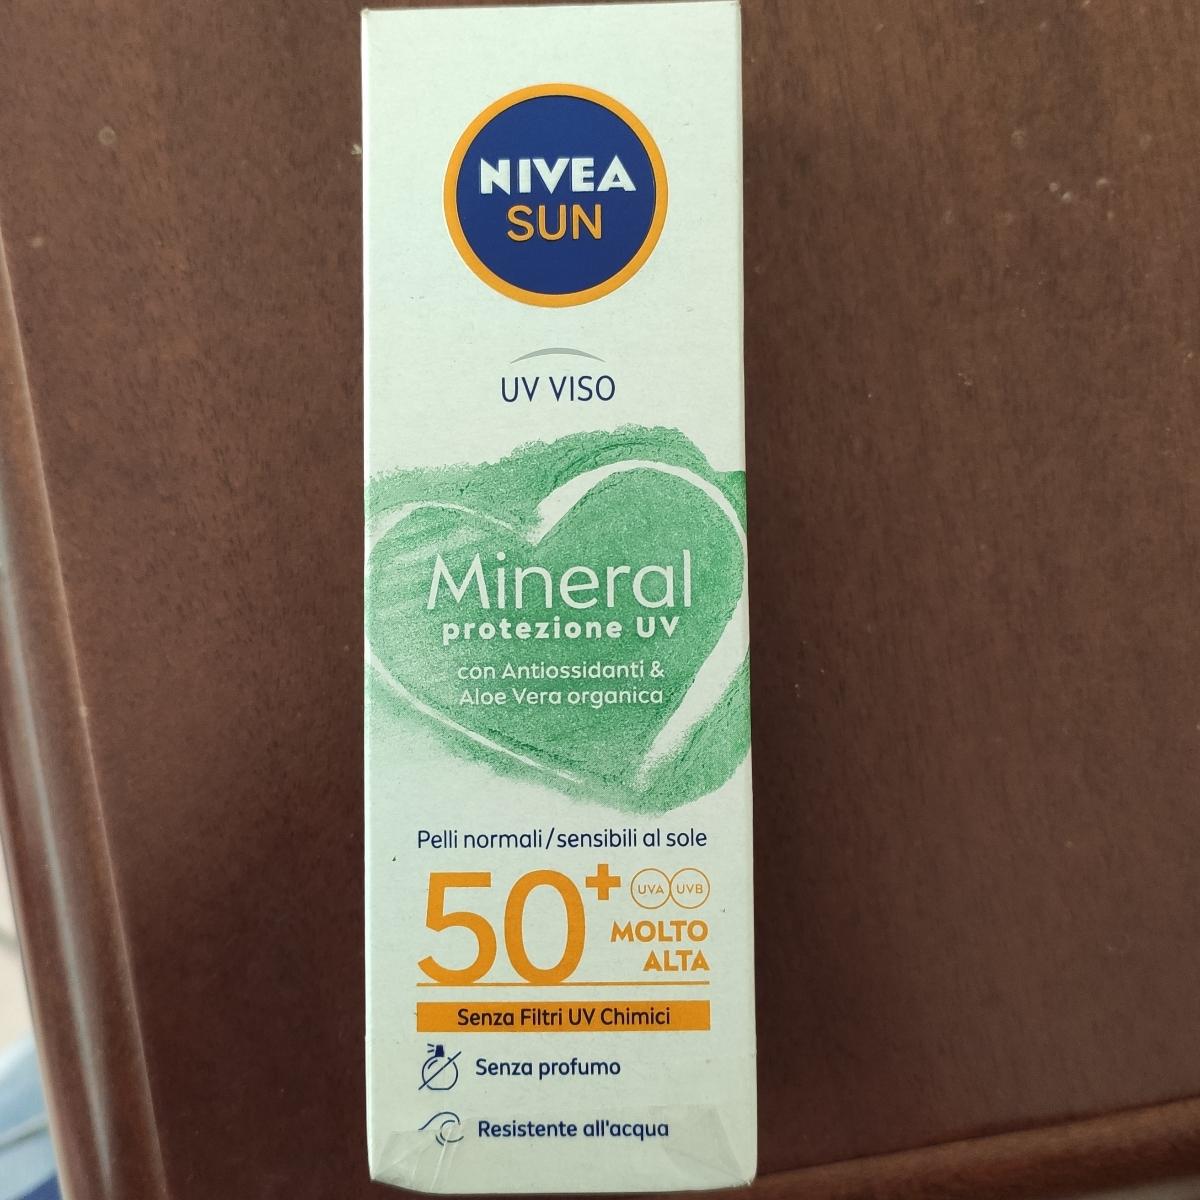 NIVEA
SUN
UV VISO
Mineral
protezione UV
con Antiossidanti &
Aloe Vera organica
Pelli normali/sensibili al sole
50+ UVA UVB
MOLTO
ALTA
Senza Filtri UV Chimici
Senza profumo
Resistente all'acqua